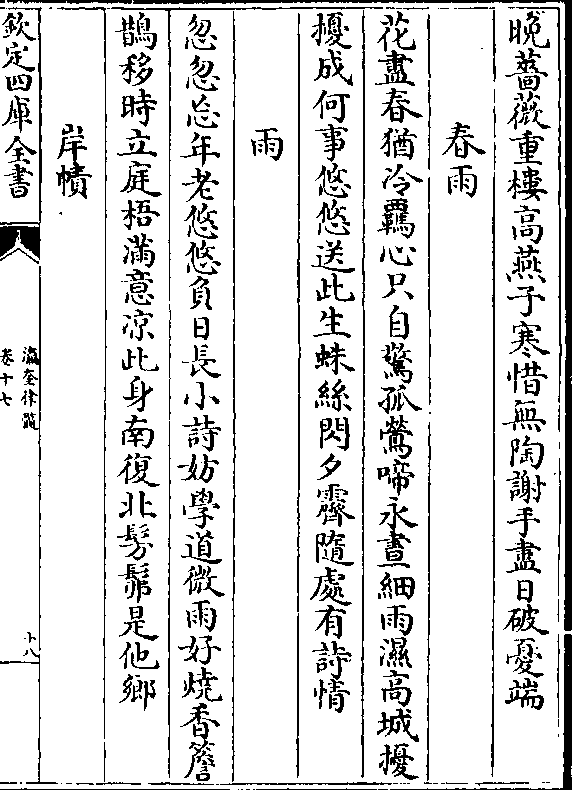 晚薔薇重樓高燕子寒惜無陶謝手盡日破憂端
春雨
花盡春猶冷羈心只自驚孤鶯啼永晝細雨濕高城擾
擾成何事悠悠送此生蛛絲閃夕霽隨處有詩情
雨
忽忽忘年老悠悠負日長小詩妨學道微雨好燒香簷
鵲移時立庭梧滿意凉此身南復北髣髴是他鄉
岸幘
欽定四庫全書
瀛奎律髓
卷十七
十八